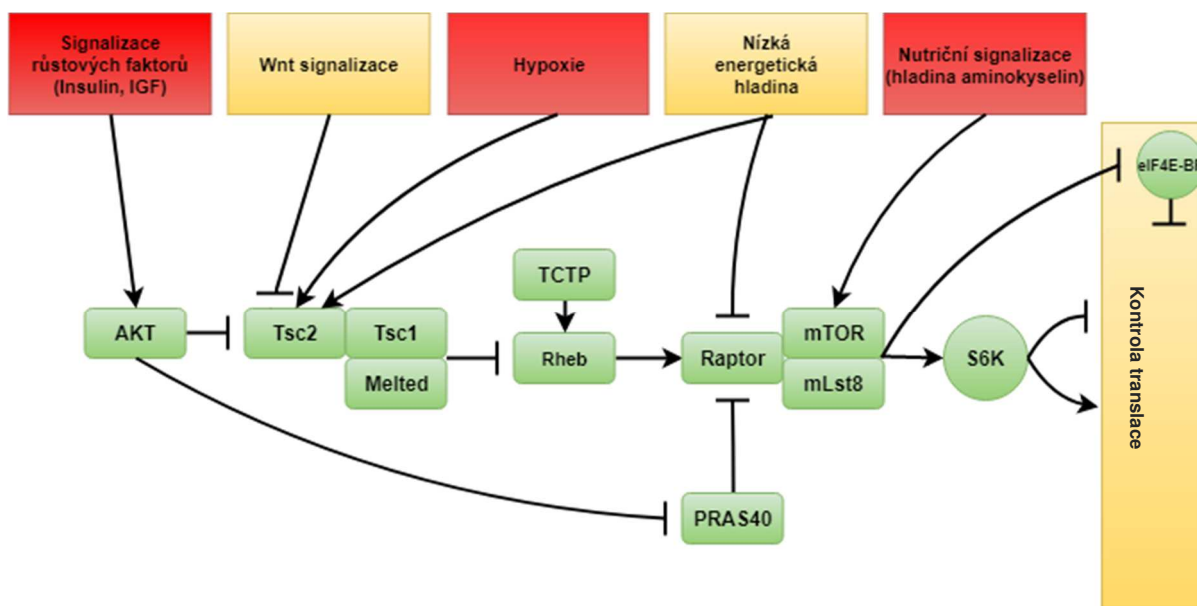 Signalizace
růstových faktorů
(Insulin, IGF)
Wnt signalizace
Hypoxie
Nízká
energetická
hladina
Nutriční signalizace
(hladina aminokyselin)
eIF4E-B
TCTP
AKT
Tsc2
Tsc1
Melted
Rheb
Raptor
mTOR
mLst8
S6K
Kontrola translace
PRAS40